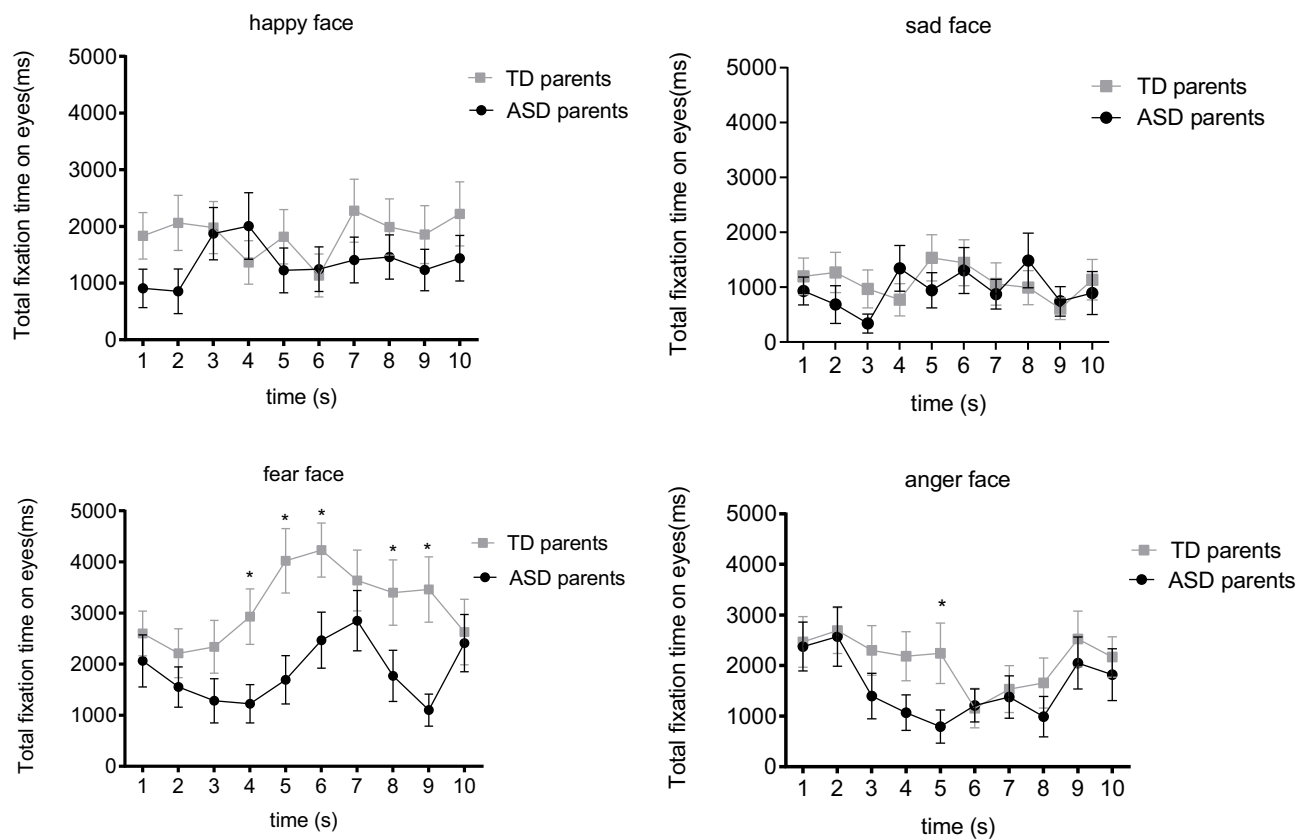 happy face
Total fixation time on eyes(ms)
5000
4000
3000
2000
1000
0
1 2 3 4 5 6 7 8 9 10
time (s)
TD parents
ASD parents
sad face
Total fixation time on eyes(ms)
5000
4000
3000
2000
1000
0
1 2 3 4 5 6 7 8 9 10
time (s)
TD parents
ASD parents
fear face
Total fixation time on eyes(ms)
5000
4000
3000
2000
1000
0
* * * * *
1 2 3 4 5 6 7 8 9 10
time (s)
TD parents
ASD parents
anger face
Total fixation time on eyes(ms)
5000
4000
3000
2000
1000
0
*
1 2 3 4 5 6 7 8 9 10
time (s)
TD parents
ASD parents